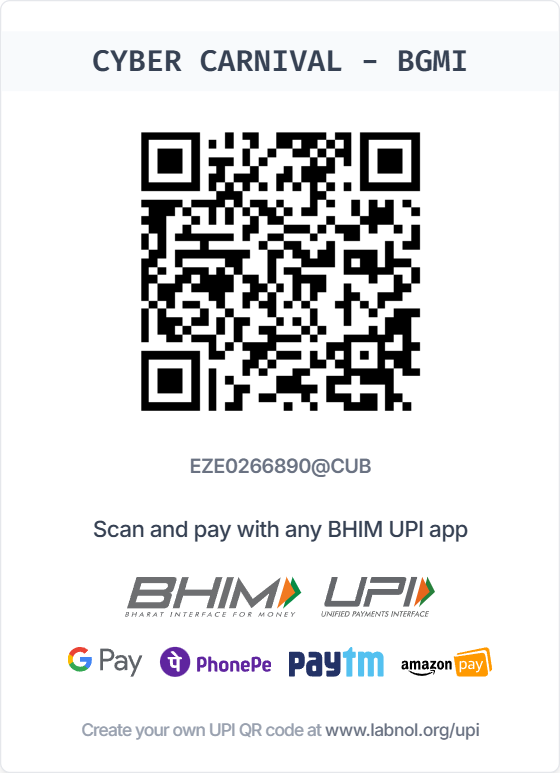 CYBER CARNIVAL - BGMI
EZE0266890@CUB
Scan and pay with any BHIM UPI app
BHIM UPI
BHARAT INTERFACE FOR MONEY UNIFIED PAYMENTS INTERFACE
G Pay पे PhonePe paytm amazon pay
Create your own UPI QR code at www.labnol.org/upi